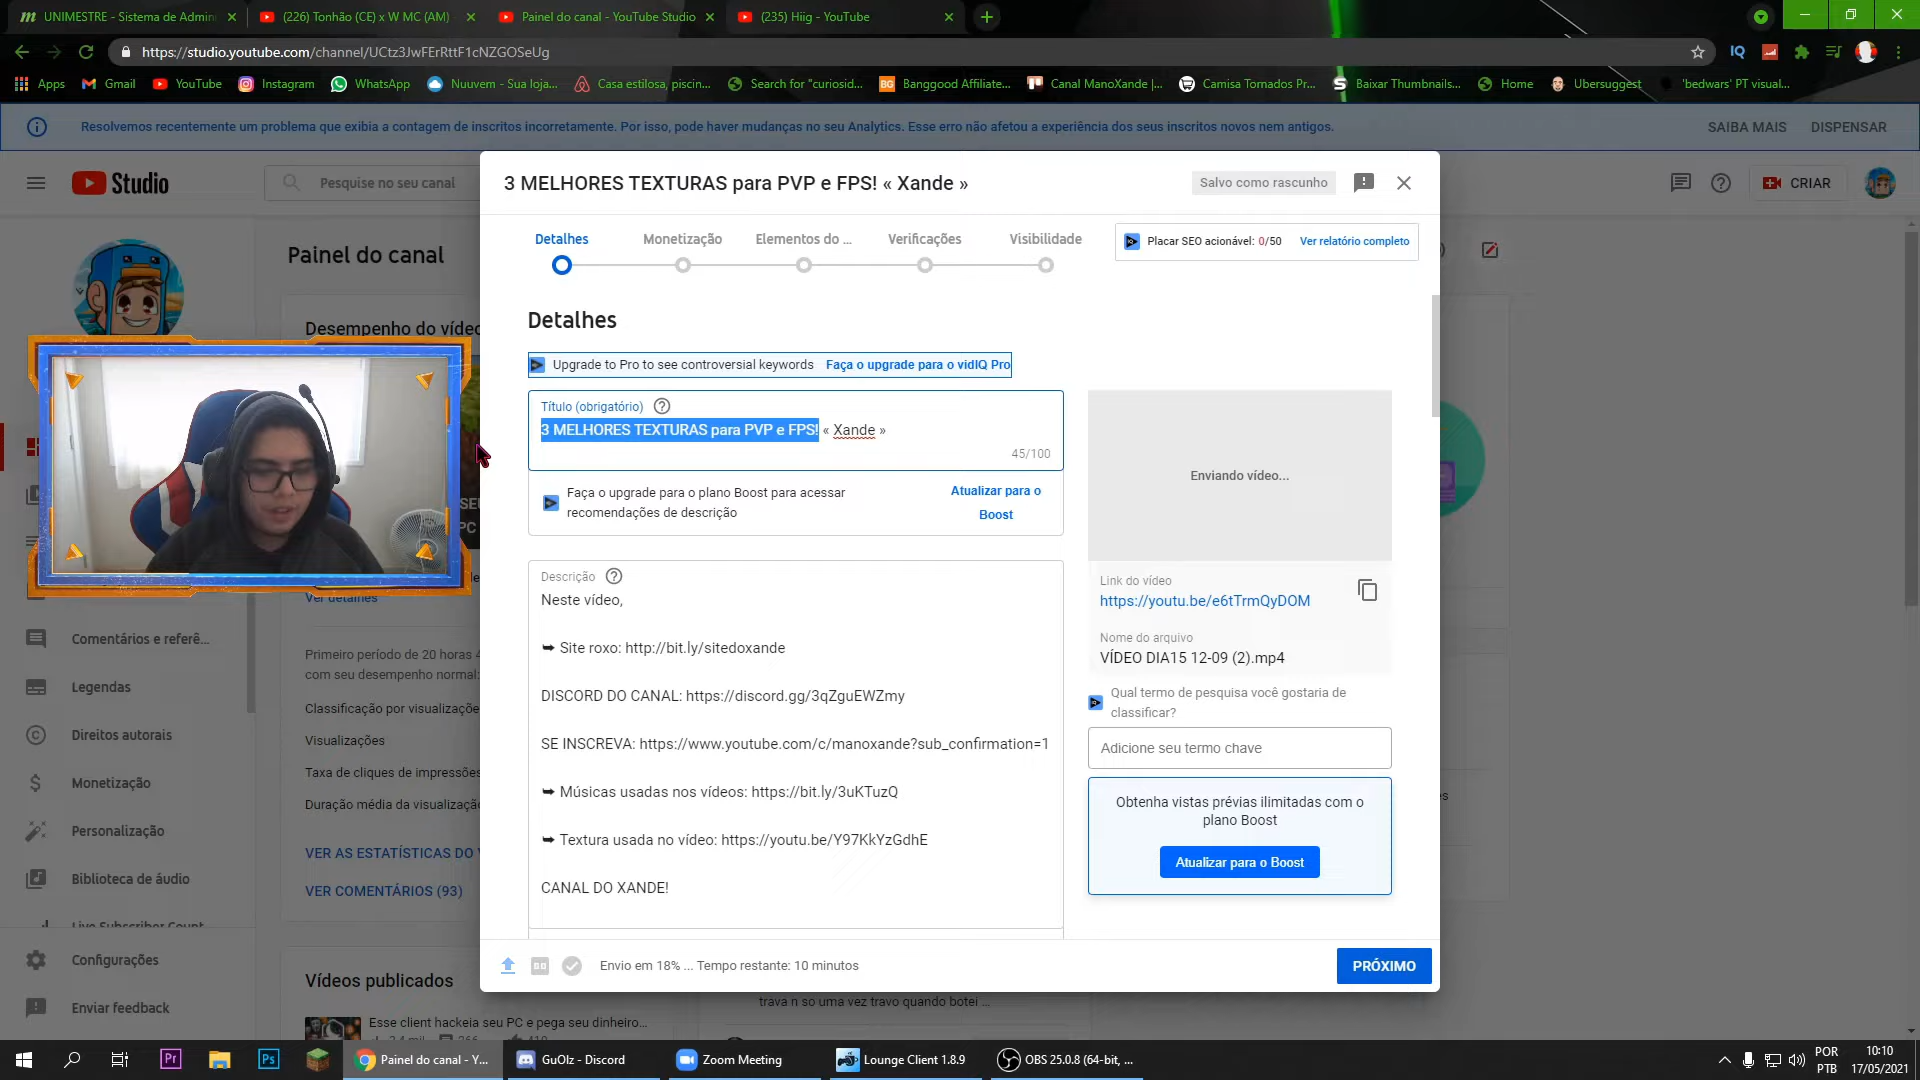 UNIMESTRE - Sistema de Admin
(226) Tonhão (CE) x W MC (AM)
Painel do canal - YouTube Studio
(235) Hiig - YouTube
https://studio.youtube.com/channel/UCtz3JwFErRttF1cNZGOSeUg
Apps
Gmail
YouTube
Instagram
WhatsApp
Nuuvem - Sua loja...
Casa estilosa, piscin...
Search for "curiosid...
Banggood Affiliate...
Canal ManoXande |...
Camisa Tornados Pr...
Baixar Thumbnails...
Home
Ubersuggest
'bedwars' PT visual...
Resolvemos recentemente um problema que exibia a contagem de inscritos incorretamente. Por isso, pode haver mudanças no seu Analytics. Esse erro não afetou a experiência dos seus inscritos novos nem antigos.
SAIBA MAIS
DISPENSAR
Studio
Pesquise no seu canal
CRIAR
3 MELHORES TEXTURAS para PVP e FPS! « Xande »
Salvo como rascunho
Detalhes
Monetização
Elementos do ...
Verificações
Visibilidade
Placar SEO acionável: 0/50
Ver relatório completo
Painel do canal
Desempenho do víde
Detalhes
Upgrade to Pro to see controversial keywords
Faça o upgrade para o vidIQ Pro
Título (obrigatório)
3 MELHORES TEXTURAS para PVP e FPS! « Xande »
45/100
Faça o upgrade para o plano Boost para acessar
recomendações de descrição
Atualizar para o
Boost
Enviando vídeo...
Link do vídeo
https://youtu.be/e6tTrmQyDOM
Nome do arquivo
VÍDEO DIA15 12-09 (2).mp4
Qual termo de pesquisa você gostaria de
classificar?
Adicione seu termo chave
Obtenha vistas prévias ilimitadas com o
plano Boost
Atualizar para o Boost
Descrição
Neste vídeo,
➥ Site roxo: http://bit.ly/sitedoxande
DISCORD DO CANAL: https://discord.gg/3qZguEWZmy
SE INSCREVA: https://www.youtube.com/c/manoxande?sub_confirmation=1
➥ Músicas usadas nos vídeos: https://bit.ly/3uKTuzQ
➥ Textura usada no vídeo: https://youtu.be/Y97KkYzGdhE
CANAL DO XANDE!
Envio em 18% ... Tempo restante: 10 minutos
PRÓXIMO
Ver detalhes
Primeiro período de 20 horas
com seu desempenho normal:
Classificação por visualizaçõe
Visualizações
Taxa de cliques de impressões
Duração média da visualizaçã
VER AS ESTATÍSTICAS DO
VER COMENTÁRIOS (93)
Comentários e referê...
Legendas
Direitos autorais
Monetização
Personalização
Biblioteca de áudio
Live Subscriber Count
Configurações
Enviar feedback
Vídeos publicados
Esse client hackeia seu PC e pega seu dinheiro...
trava n so uma vez travo quando botei ...
Painel do canal - Y...
GuOlz - Discord
Zoom Meeting
Lounge Client 1.8.9
OBS 25.0.8 (64-bit, ...
POR
PTB
10:10
17/05/2021